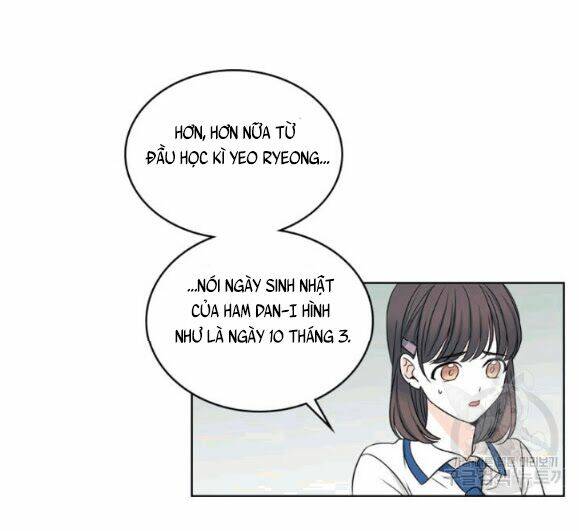 HƠN, HƠN NỮA TỪ
ĐẦU HỌC KÌ YEO RYEONG...
...NÓI NGÀY SINH NHẬT
CỦA HAM DAN-I HÌNH
NHƯ LÀ NGÀY 10 THÁNG 3.